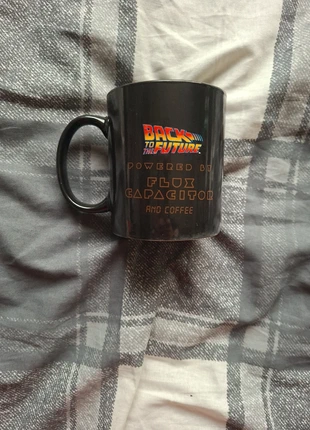 BACK
TO THE FUTURE
POWERED BY
FLUX
CAPACITOR
AND COFFEE